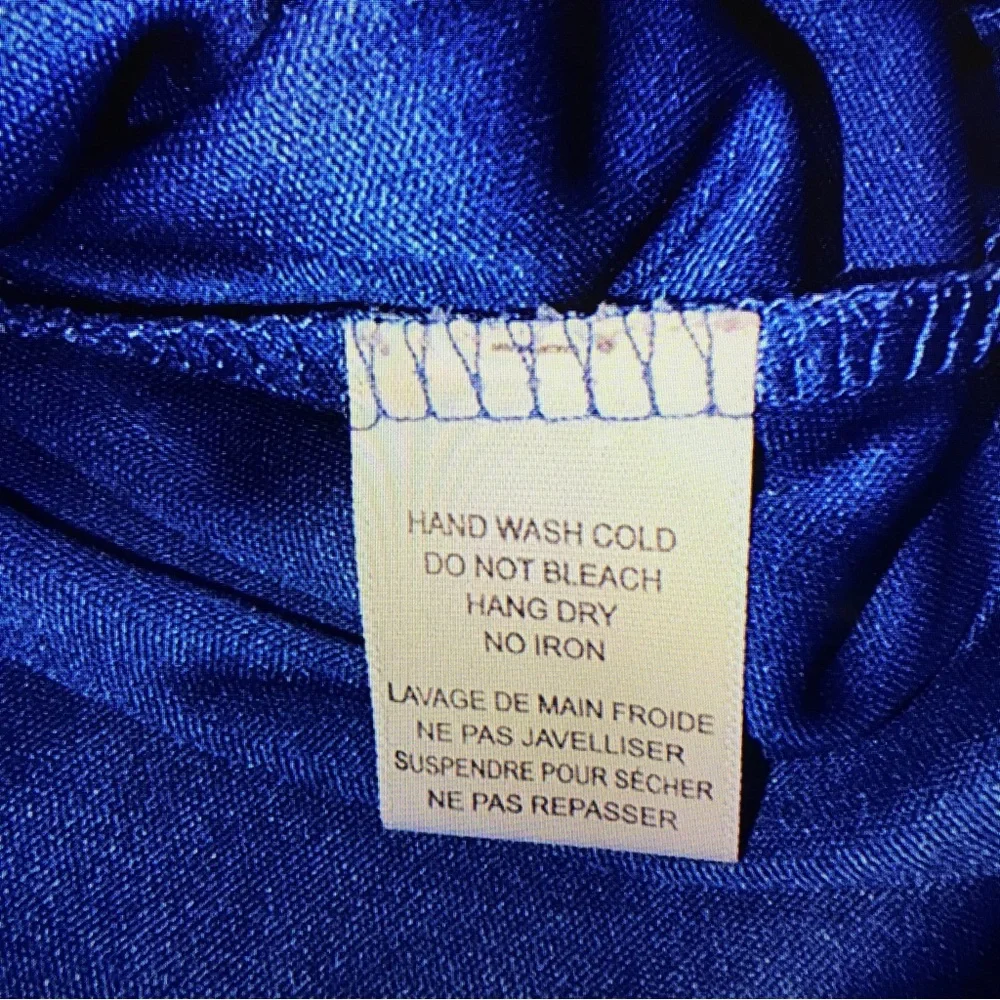 HAND WASH COLD
DO NOT BLEACH
HANG DRY
NO IRON
LAVAGE DE MAIN FROIDE
NE PAS JAVELLISER
SUSPENDRE POUR SÉCHER
NE PAS REPASSER